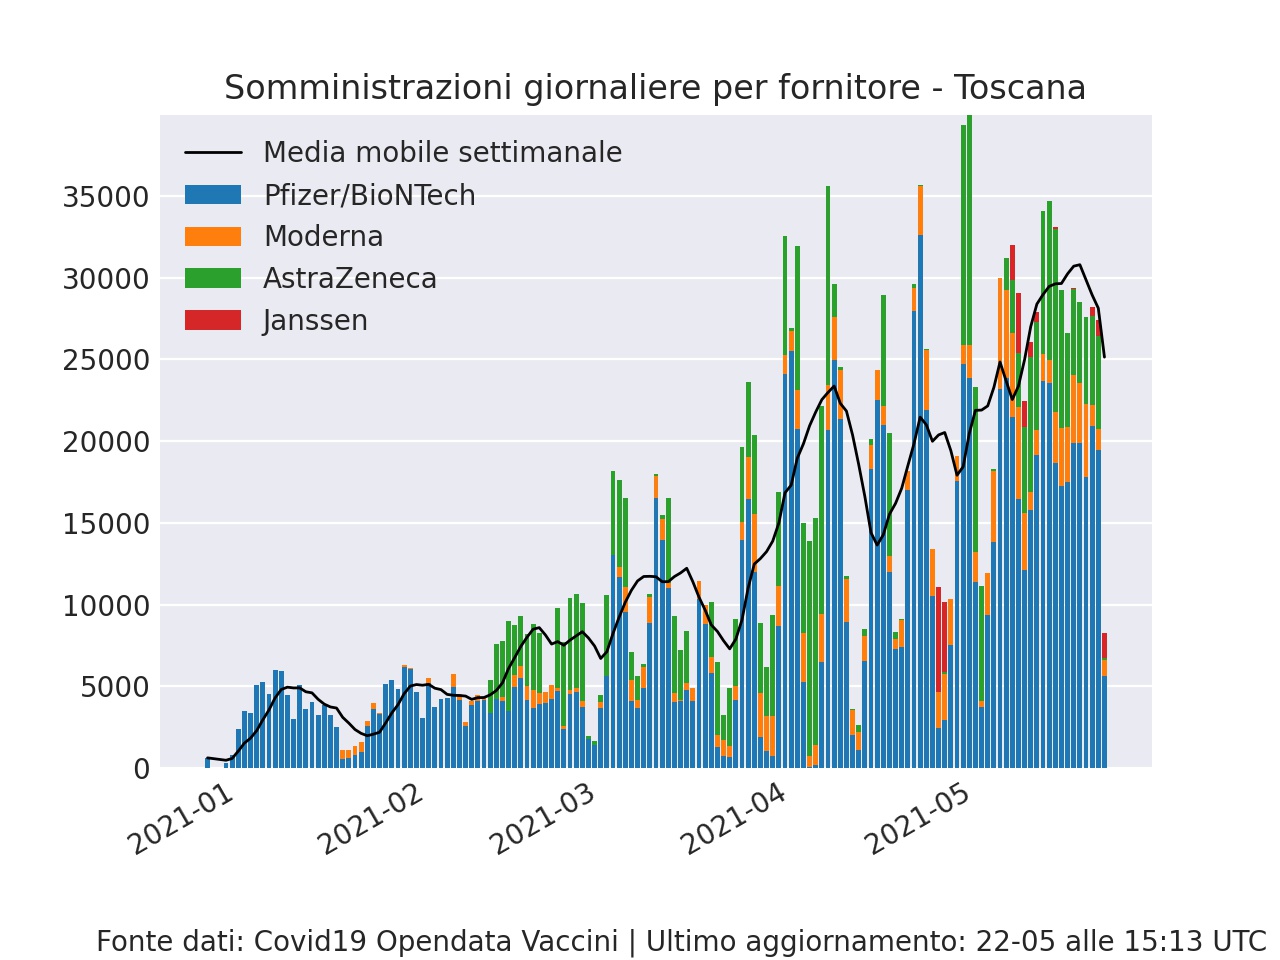 Somministrazioni giornaliere per fornitore - Toscana
Media mobile settimanale
Pfizer/BioNTech
Moderna
AstraZeneca
Janssen
35000
30000
25000
20000
15000
10000
5000
0
2021-01
2021-02
2021-03
2021-04
2021-05
Fonte dati: Covid19 Opendata Vaccini | Ultimo aggiornamento: 22-05 alle 15:13 UTC